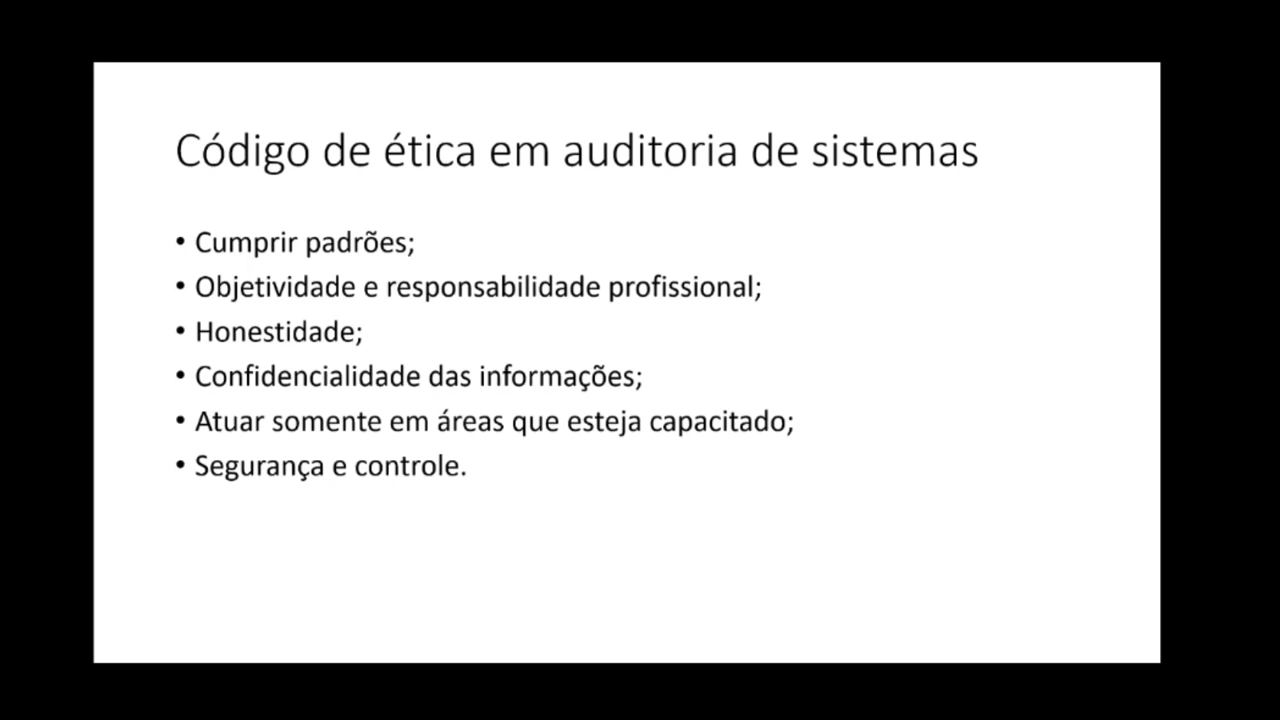 Código de ética em auditoria de sistemas
• Cumprir padrões;
• Objetividade e responsabilidade profissional;
• Honestidade;
• Confidencialidade das informações;
• Atuar somente em áreas que esteja capacitado;
• Segurança e controle.